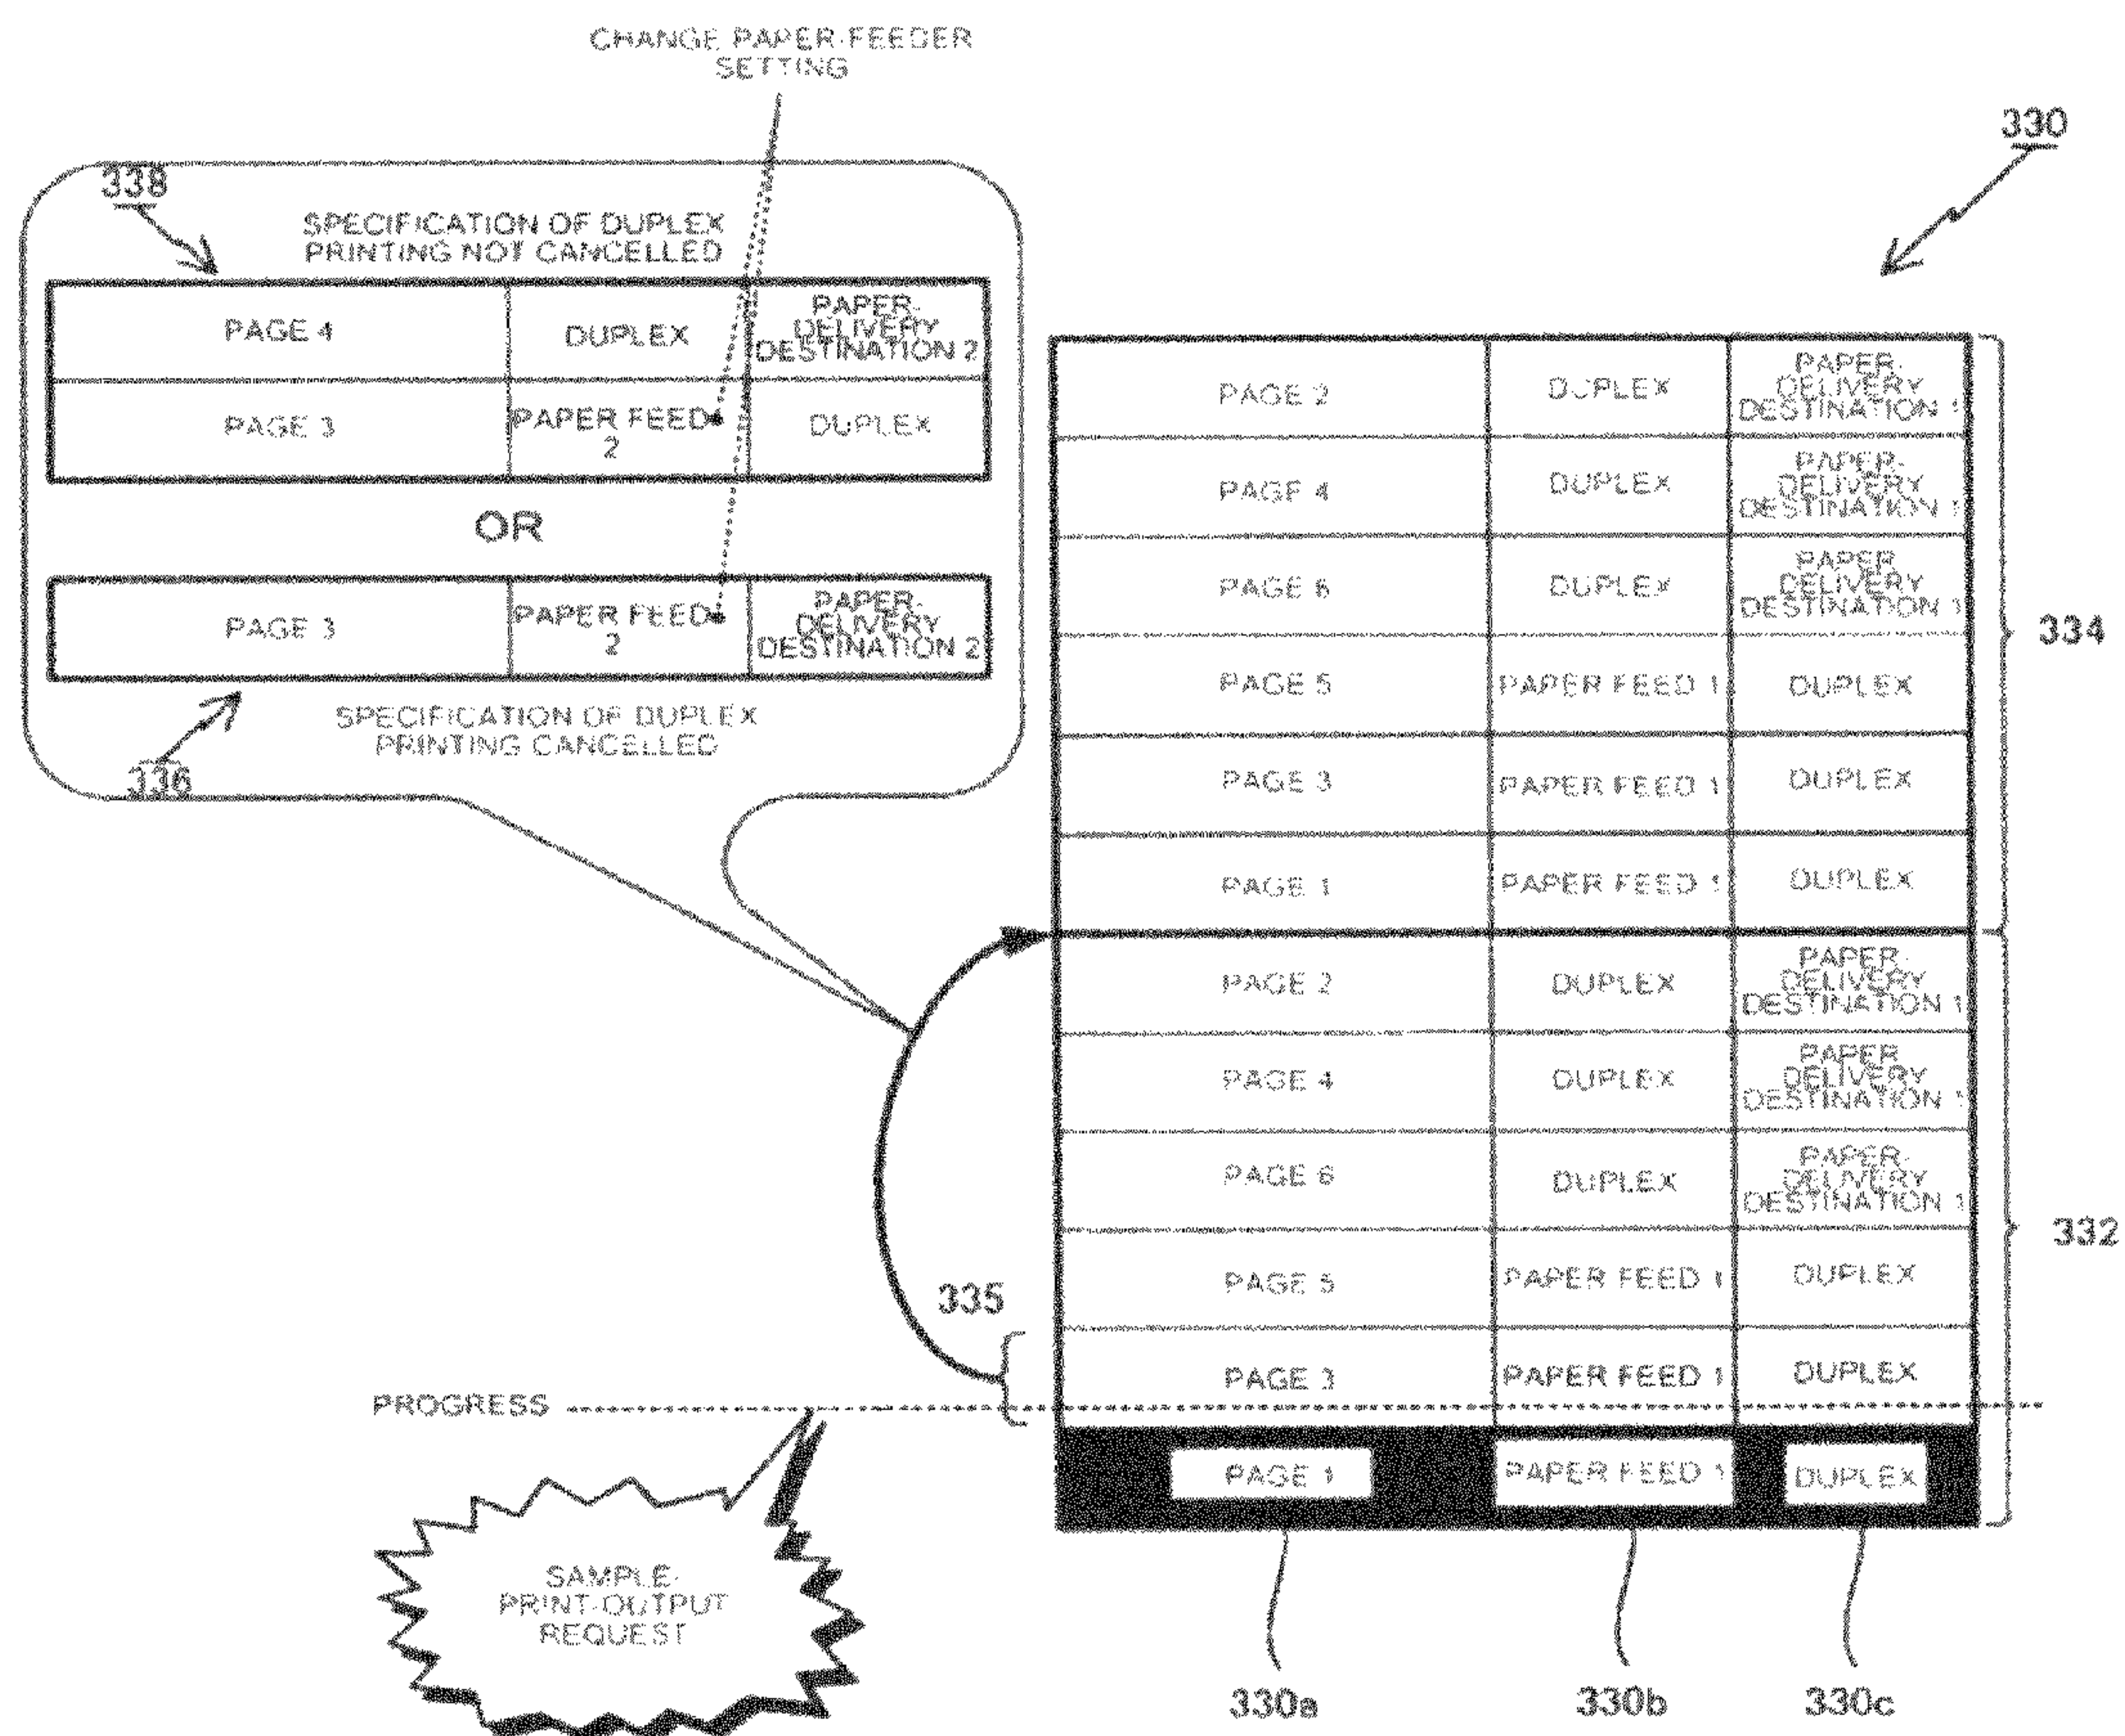 CHANGE PAPER-FEEDER
SETTING
330
338
SPECIFICATION OF DUPLEX
PRINTING NOT CANCELLED
PAGE 4
DUPLEX
PAPER-
DELIVERY
DESTINATION 2
PAGE 3
PAPER FEED
2
DUPLEX
OR
PAGE 3
PAPER FEED
2
PAPER-
DELIVERY
DESTINATION 2
SPECIFICATION OF DUPLEX
PRINTING CANCELLED
336
PAGE 2
DUPLEX
PAPER-
DELIVERY
DESTINATION 1
PAGE 4
DUPLEX
PAPER-
DELIVERY
DESTINATION 1
PAGE 6
DUPLEX
PAPER
DELIVERY
DESTINATION 1
PAGE 5
PAPER FEED 1
DUPLEX
PAGE 3
PAPER FEED 1
DUPLEX
PAGE 1
PAPER FEED 1
DUPLEX
334
PAGE 2
DUPLEX
PAPER-
DELIVERY
DESTINATION 1
PAGE 4
DUPLEX
PAPER
DELIVERY
DESTINATION 1
PAGE 6
DUPLEX
PAPER-
DELIVERY
DESTINATION 1
PAGE 5
PAPER FEED 1
DUPLEX
PAGE 3
PAPER FEED 1
DUPLEX
PAGE 1
PAPER FEED 1
DUPLEX
332
335
PROGRESS
SAMPLE-
PRINT-OUTPUT
REQUEST
330a
330b
330c